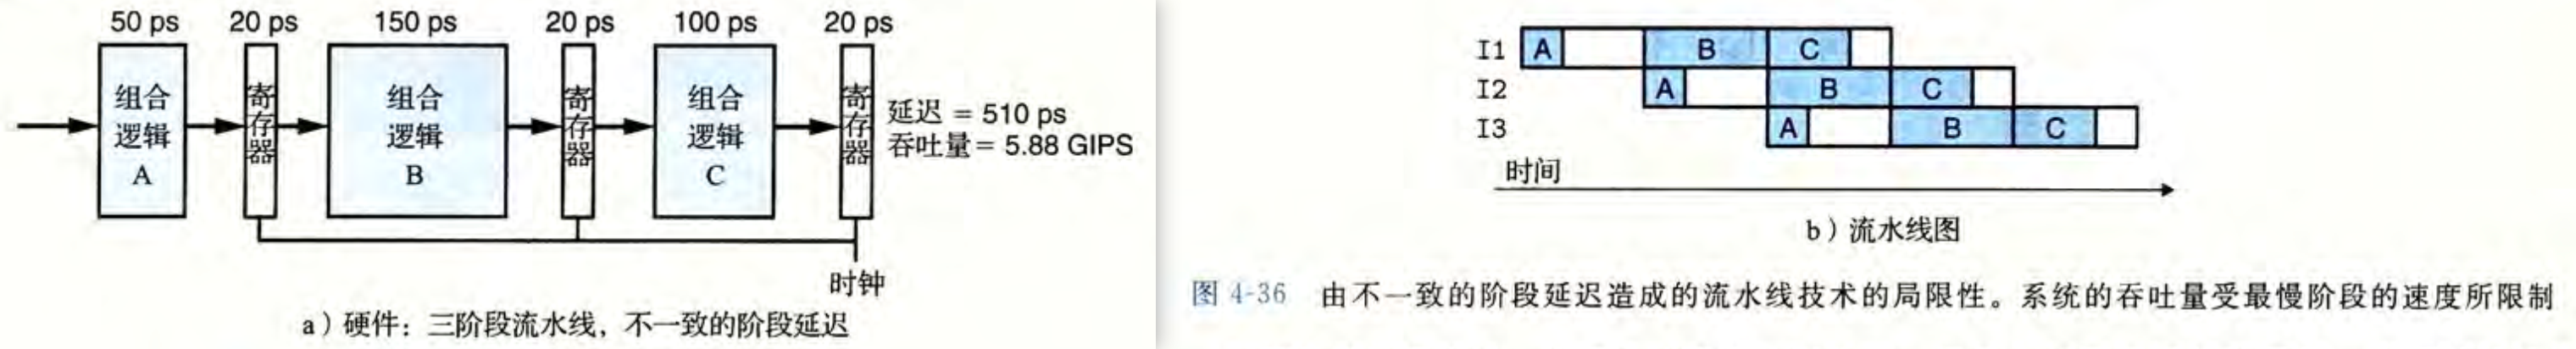 50 ps 20 ps 150 ps 20 ps 100 ps 20 ps
组合
逻辑
A
寄存器
组合
逻辑
B
寄存器
组合
逻辑
C
寄存器
延迟 = 510 ps
吞吐量 = 5.88 GIPS
时钟
a）硬件：三阶段流水线，不一致的阶段延迟
I1 A B C
I2 A B C
I3 A B C
时间
b）流水线图
图 4-36 由不一致的阶段延迟造成的流水线技术的局限性。系统的吞吐量受最慢阶段的速度所限制